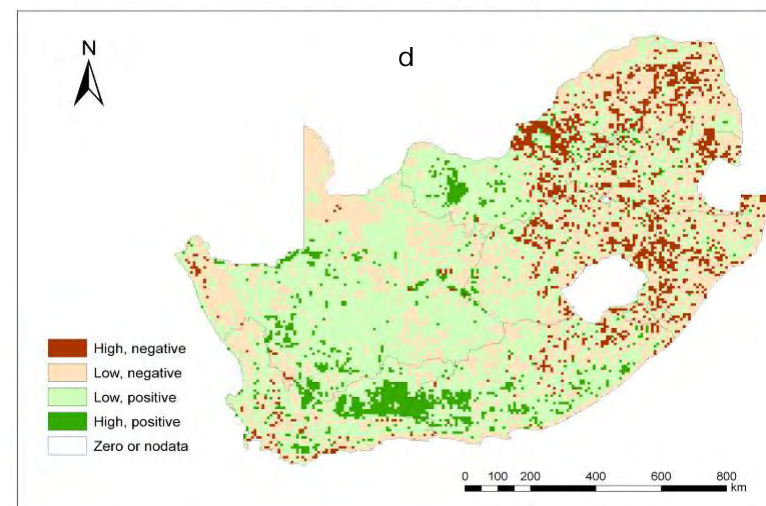 N
d
High, negative
Low, negative
Low, positive
High, positive
Zero or nodata
0 100 200 400 600 800
km